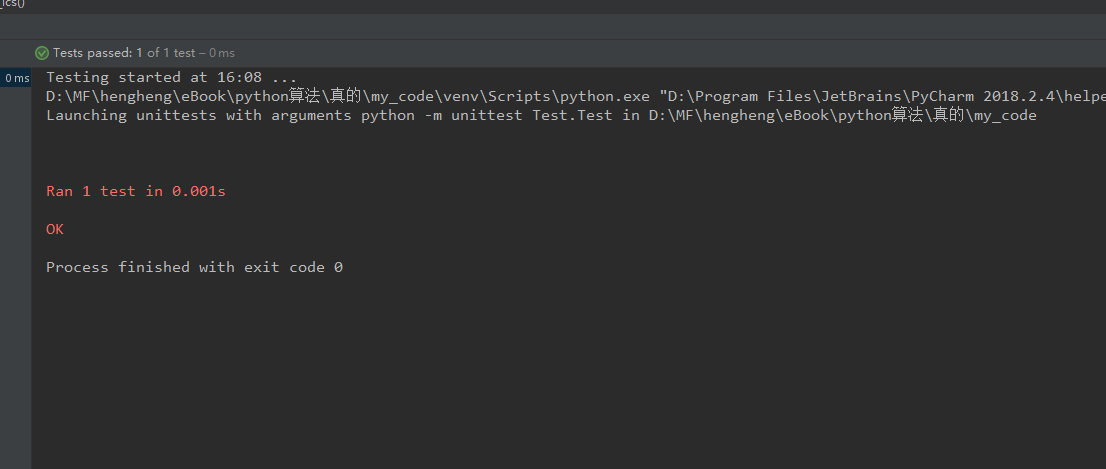 _lcs()
Tests passed: 1 of 1 test – 0 ms
0 ms
Testing started at 16:08 ...
D:\MF\hengheng\eBook\python算法\真的\my_code\venv\Scripts\python.exe "D:\Program Files\JetBrains\PyCharm 2018.2.4\helpe
Launching unittests with arguments python -m unittest Test.Test in D:\MF\hengheng\eBook\python算法\真的\my_code
Ran 1 test in 0.001s
OK
Process finished with exit code 0